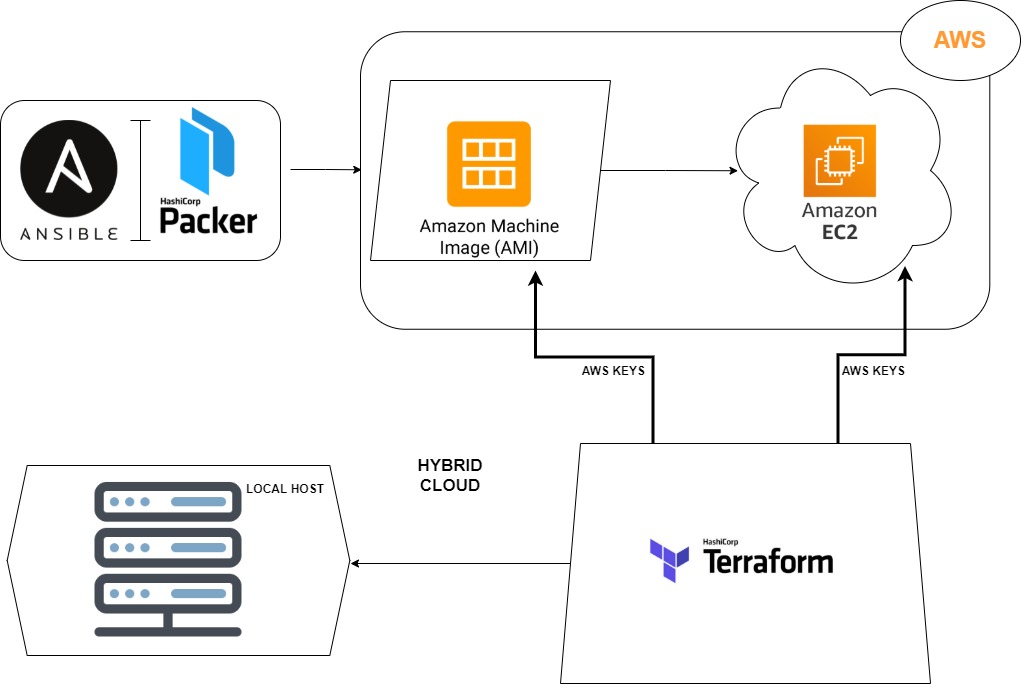 AWS
ANSIBLE
HashiCorp
Packer
Amazon Machine
Image (AMI)
Amazon
EC2
AWS KEYS
AWS KEYS
HYBRID
CLOUD
LOCAL HOST
HashiCorp
Terraform